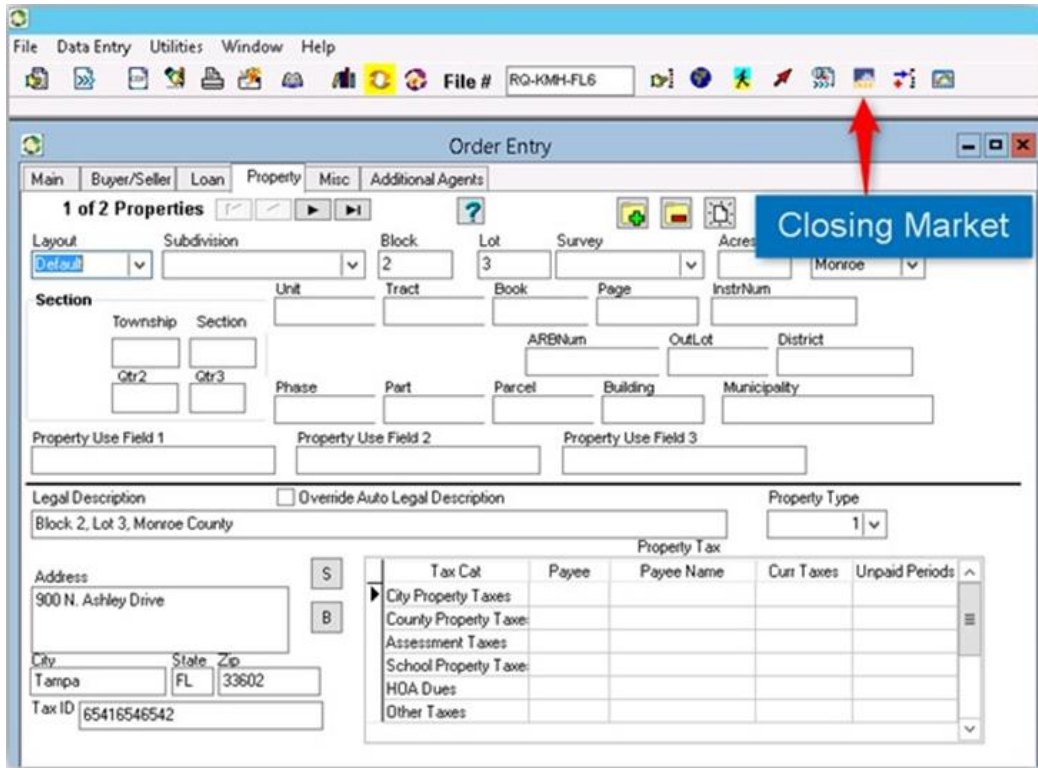 File Data Entry Utilities Window Help
File # RQ-KMH-FL6
Order Entry
Main Buyer/Seller Loan Property Misc Additional Agents
1 of 2 Properties ?
Closing Market
Layout Subdivision Block Lot Survey Acres
Default 2 3 Monroe
Section Unit Tract Book Page InstrNum
Township Section
ARBNum OutLot District
Qtr2 Qtr3
Phase Part Parcel Building Municipality
Property Use Field 1 Property Use Field 2 Property Use Field 3
Legal Description Override Auto Legal Description Property Type
Block 2, Lot 3, Monroe County 1
Property Tax
Address S Tax Cat Payee Payee Name Curr Taxes Unpaid Periods
900 N. Ashley Drive City Property Taxes
B County Property Taxe
Assessment Taxes
City State Zip School Property Taxe
Tampa FL 33602 HOA Dues
Tax ID 65416546542 Other Taxes